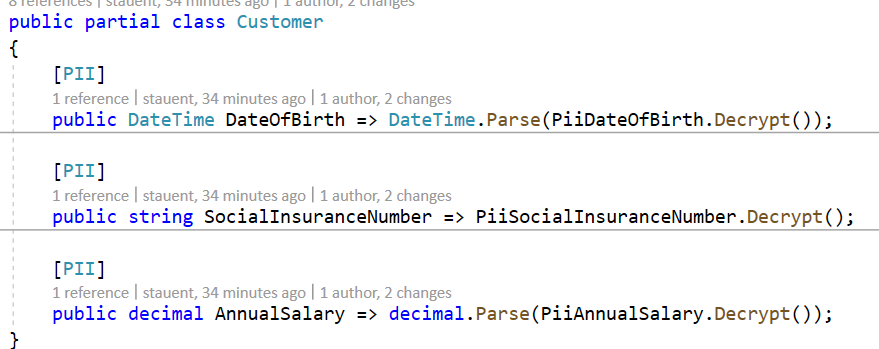 8 references | stauent, 34 minutes ago | 1 author, 2 changes
public partial class Customer
{
[PII]
1 reference | stauent, 34 minutes ago | 1 author, 2 changes
public DateTime DateOfBirth => DateTime.Parse(PiiDateOfBirth.Decrypt());
[PII]
1 reference | stauent, 34 minutes ago | 1 author, 2 changes
public string SocialInsuranceNumber => PiiSocialInsuranceNumber.Decrypt();
[PII]
1 reference | stauent, 34 minutes ago | 1 author, 2 changes
public decimal AnnualSalary => decimal.Parse(PiiAnnualSalary.Decrypt());
}